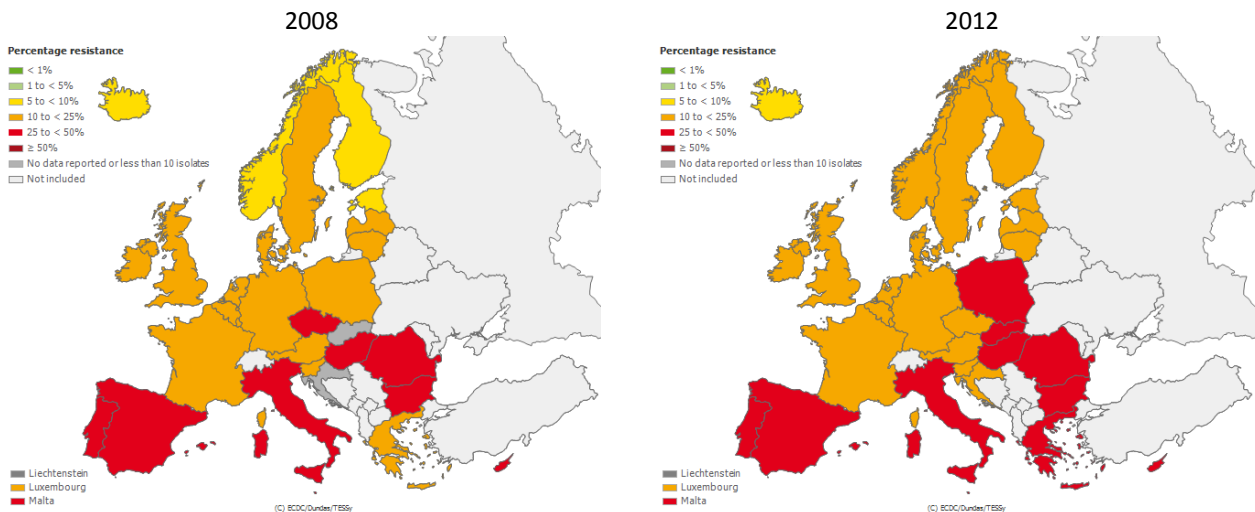 2008
Percentage resistance
< 1%
1 to < 5%
5 to < 10%
10 to < 25%
25 to < 50%
≥ 50%
No data reported or less than 10 isolates
Not included
Liechtenstein
Luxembourg
Malta
(C) ECDC/Dundas/TESSy
2012
Percentage resistance
< 1%
1 to < 5%
5 to < 10%
10 to < 25%
25 to < 50%
≥ 50%
No data reported or less than 10 isolates
Not included
Liechtenstein
Luxembourg
Malta
(C) ECDC/Dundas/TESSy